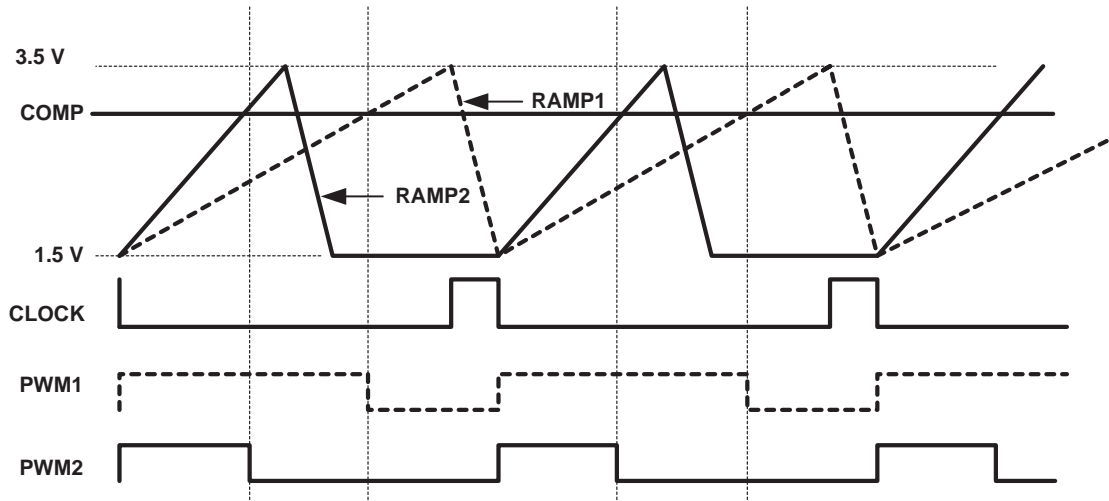 3.5 V
COMP
RAMP1
RAMP2
1.5 V
CLOCK
PWM1
PWM2